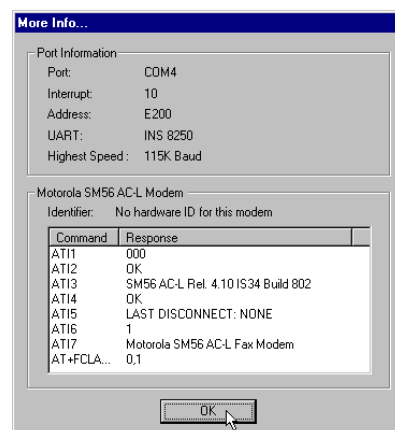 More Info...
Port Information
Port: COM4
Interrupt: 10
Address: E200
UART: INS 8250
Highest Speed : 115K Baud
Motorola SM56 AC-L Modem
Identifier: No hardware ID for this modem
Command Response
ATI1 000
ATI2 OK
ATI3 SM56 AC-L Rel. 4.10 IS34 Build 802
ATI4 OK
ATI5 LAST DISCONNECT: NONE
ATI6 1
ATI7 Motorola SM56 AC-L Fax Modem
AT+FCLA... 0,1
OK